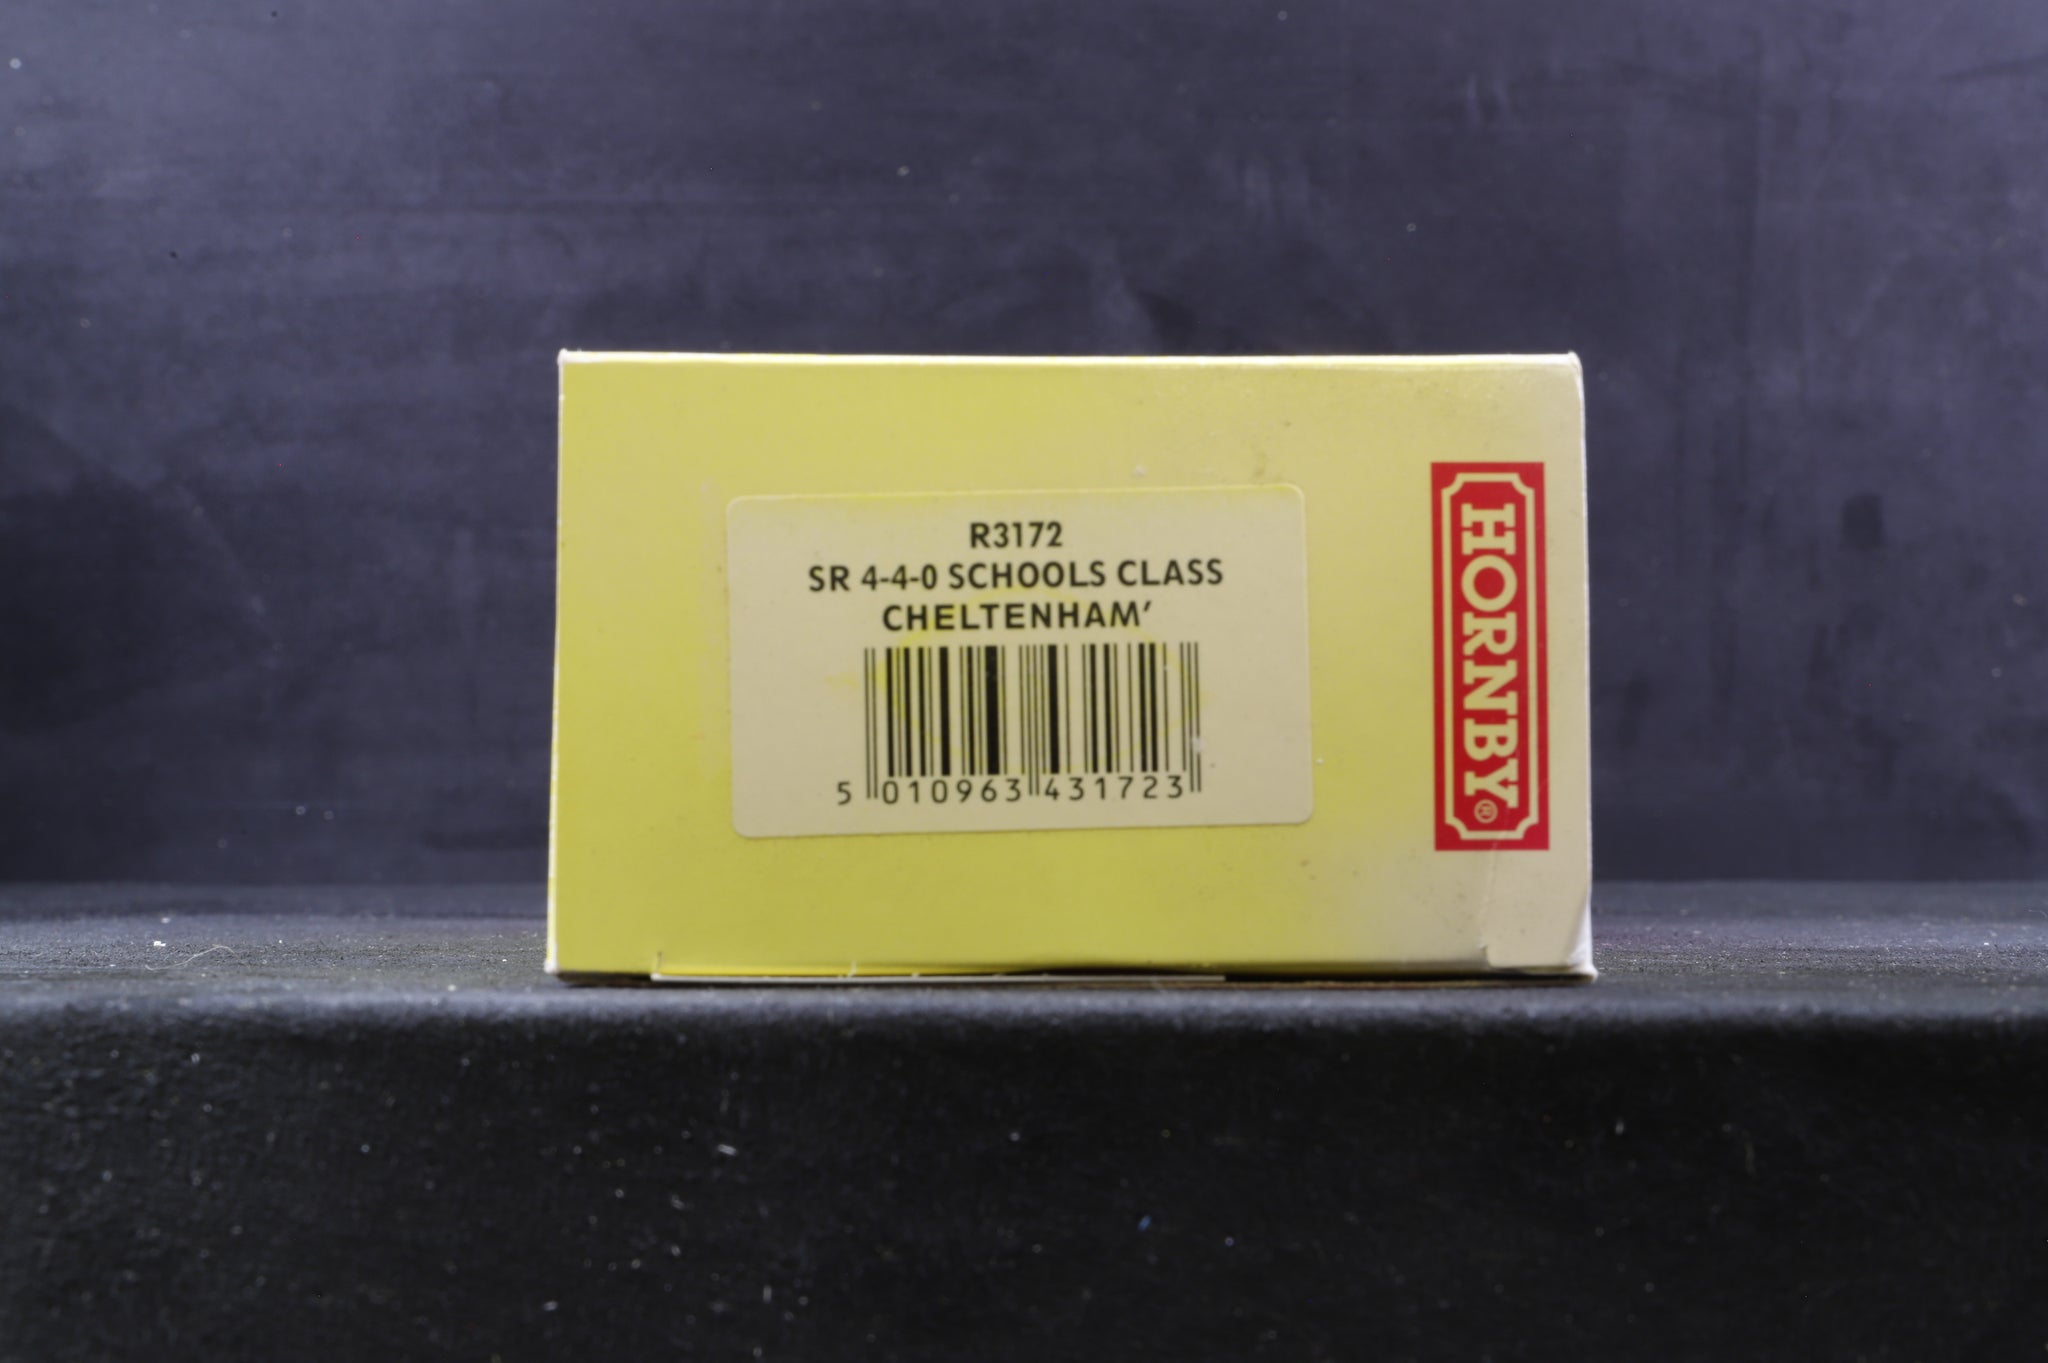 R3172
SR 4-4-0 SCHOOLS CLASS
CHELTENHAM’
5 010963 431723
HORNBY®